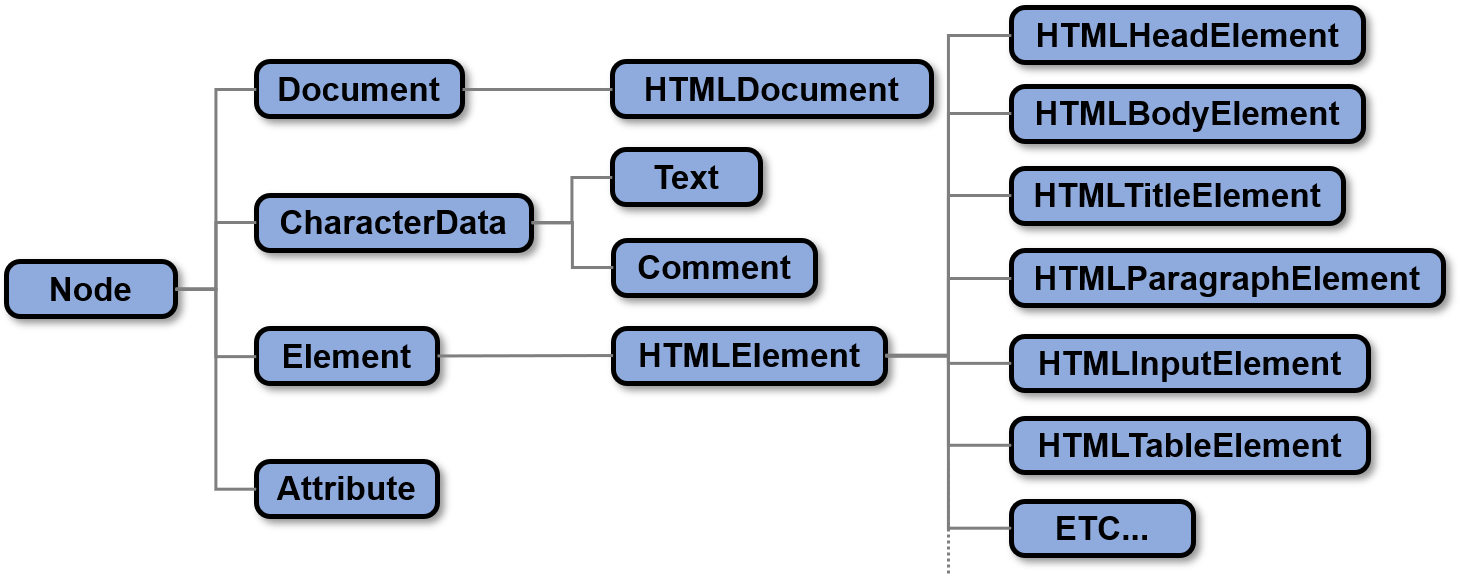 Node
Document
CharacterData
Element
Attribute
HTMLDocument
Text
Comment
HTMLElement
HTMLHeadElement
HTMLBodyElement
HTMLTitleElement
HTMLParagraphElement
HTMLInputElement
HTMLTableElement
ETC...